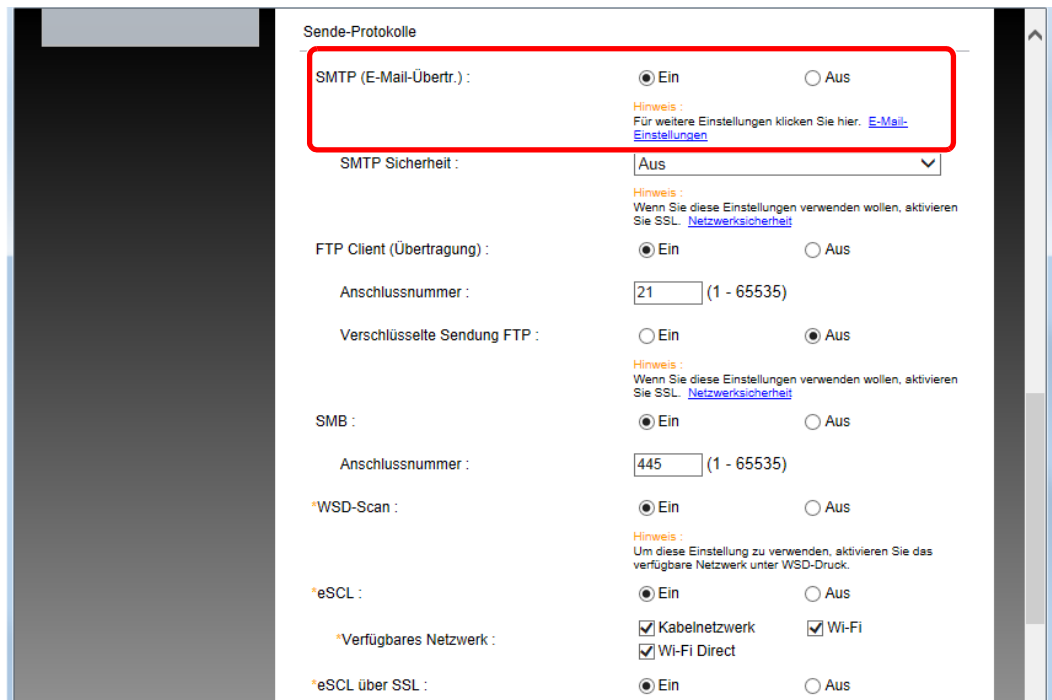 Sende-Protokolle
SMTP (E-Mail-Übertr.) : Ein Aus
Hinweis :
Für weitere Einstellungen klicken Sie hier. E-Mail-
Einstellungen
SMTP Sicherheit : Aus
Hinweis :
Wenn Sie diese Einstellungen verwenden wollen, aktivieren
Sie SSL. Netzwerksicherheit
FTP Client (Übertragung) : Ein Aus
Anschlussnummer : 21 (1 - 65535)
Verschlüsselte Sendung FTP : Ein Aus
Hinweis :
Wenn Sie diese Einstellungen verwenden wollen, aktivieren
Sie SSL. Netzwerksicherheit
SMB : Ein Aus
Anschlussnummer : 445 (1 - 65535)
*WSD-Scan : Ein Aus
Hinweis :
Um diese Einstellung zu verwenden, aktivieren Sie das
verfügbare Netzwerk unter WSD-Druck.
*eSCL : Ein Aus
*Verfügbares Netzwerk : Kabelnetzwerk Wi-Fi
Wi-Fi Direct
*eSCL über SSL : Ein Aus